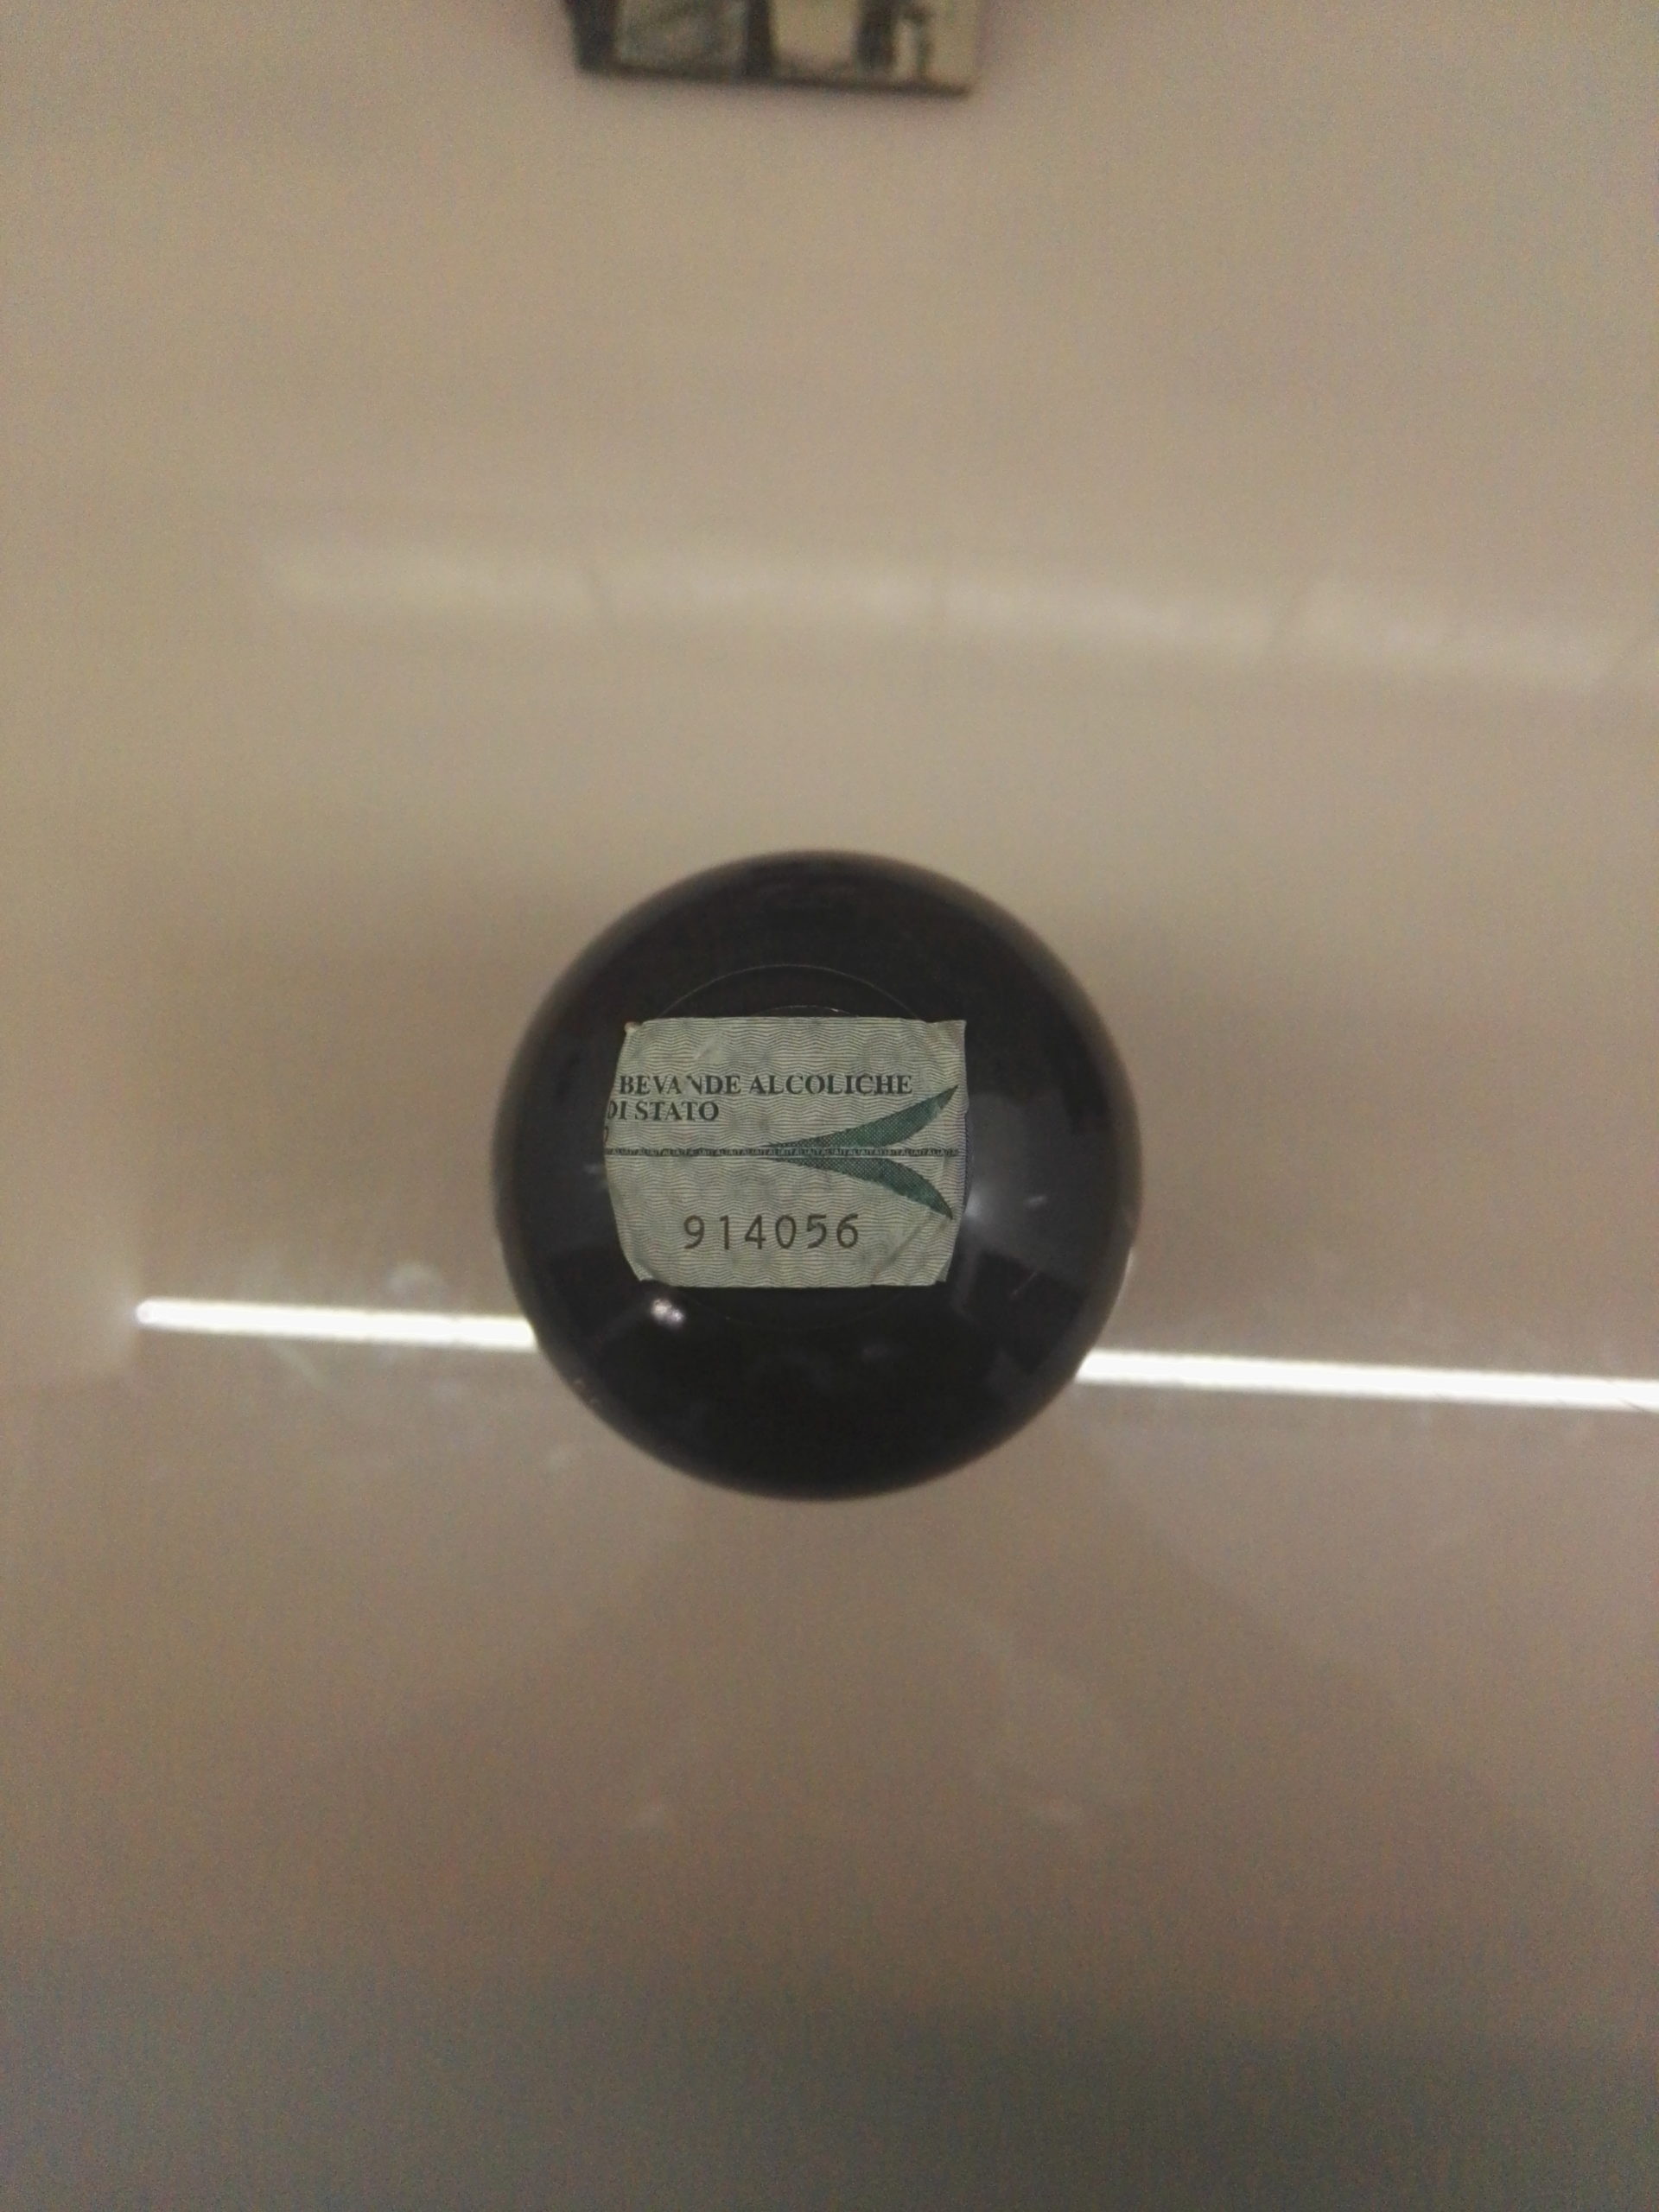 BEVANDE ALCOLICHE
DI STATO
914056